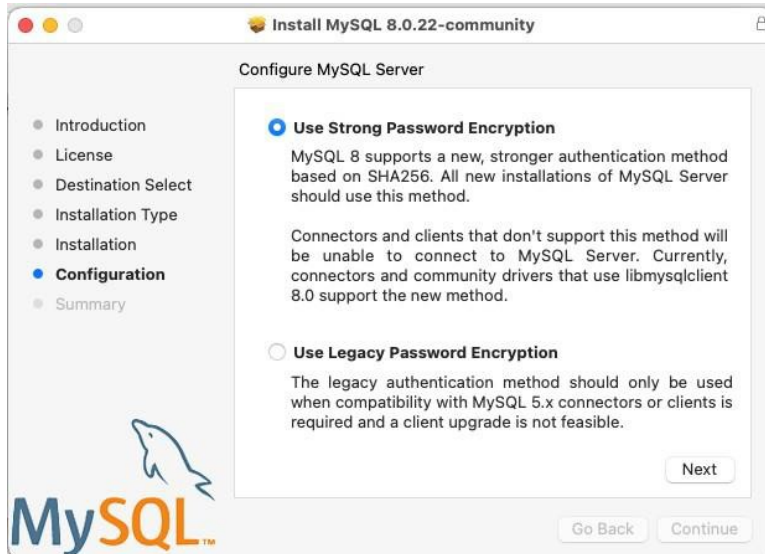 Install MySQL 8.0.22-community
Configure MySQL Server
Introduction
License
Destination Select
Installation Type
Installation
Configuration
Summary
Use Strong Password Encryption
MySQL 8 supports a new, stronger authentication method
based on SHA256. All new installations of MySQL Server
should use this method.
Connectors and clients that don't support this method will
be unable to connect to MySQL Server. Currently,
connectors and community drivers that use libmysqlclient
8.0 support the new method.
Use Legacy Password Encryption
The legacy authentication method should only be used
when compatibility with MySQL 5.x connectors or clients is
required and a client upgrade is not feasible.
Next
MySQL™
Go Back Continue